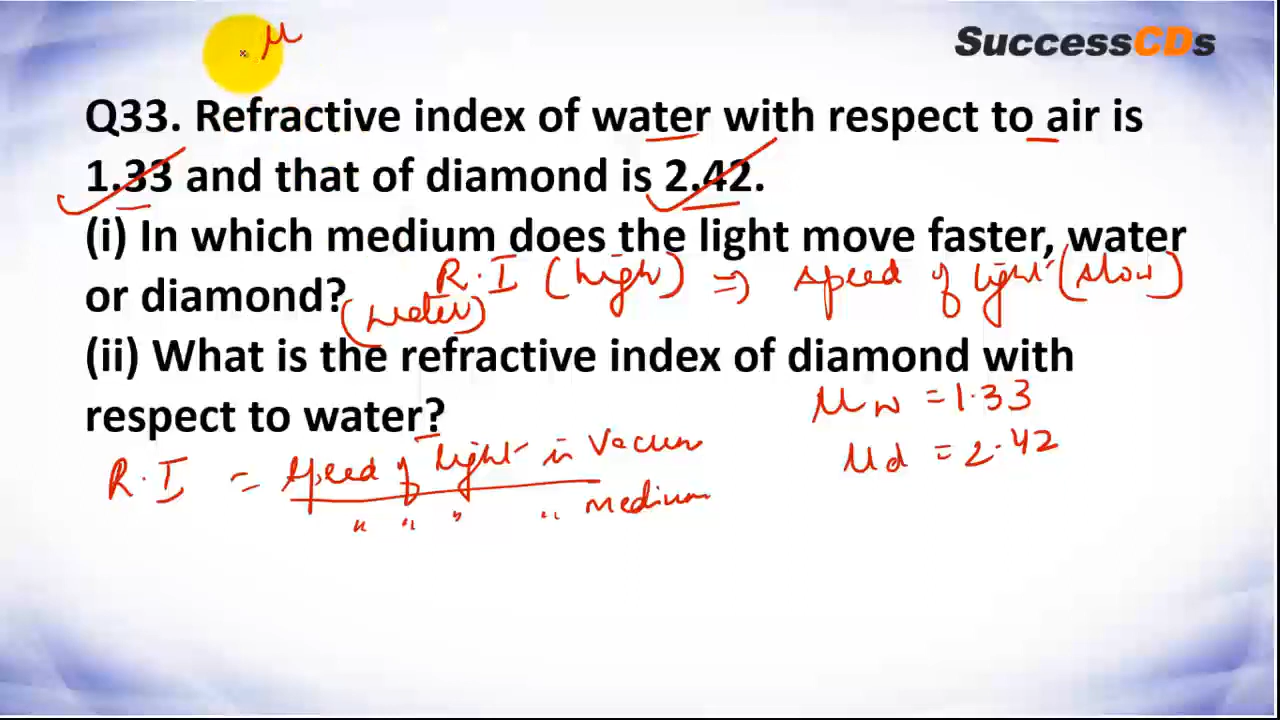 μ
SuccessCDs
Q33. Refractive index of water with respect to air is
1.33 and that of diamond is 2.42.
(i) In which medium does the light move faster, water
or diamond?
R.I (high) ⇒ speed of light (slow)
(water)
(ii) What is the refractive index of diamond with
respect to water?
μw = 1.33
μd = 2.42
R.I = speed of light in vacuum
" " " " medium